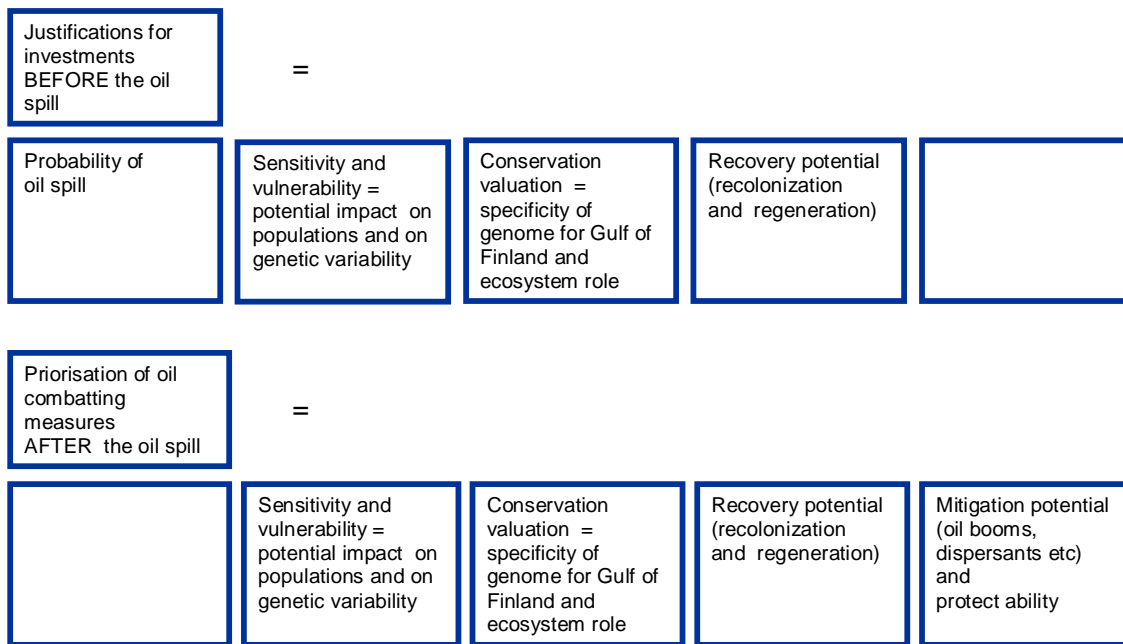 Justifications for
investments
BEFORE the oil
spill
=
Probability of
oil spill
Sensitivity and
vulnerability =
potential impact on
populations and on
genetic variability
Conservation
valuation =
specificity of
genome for Gulf of
Finland and
ecosystem role
Recovery potential
(recolonization
and regeneration)
Priorisation of oil
combatting
measures
AFTER the oil spill
=
Sensitivity and
vulnerability =
potential impact on
populations and on
genetic variability
Conservation
valuation =
specificity of
genome for Gulf of
Finland and
ecosystem role
Recovery potential
(recolonization
and regeneration)
Mitigation potential
(oil booms,
dispersants etc)
and
protect ability